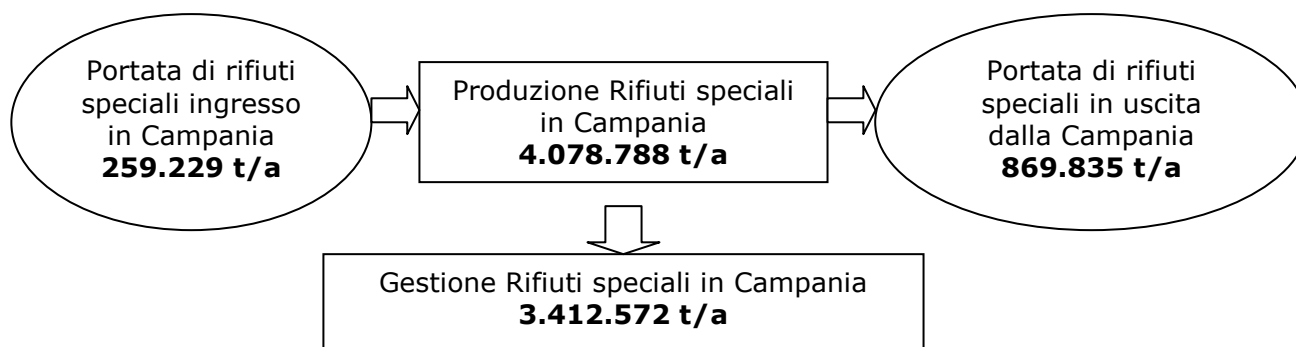 Portata di rifiuti
speciali ingresso
in Campania
259.229 t/a
Produzione Rifiuti speciali
in Campania
4.078.788 t/a
Portata di rifiuti
speciali in uscita
dalla Campania
869.835 t/a
Gestione Rifiuti speciali in Campania
3.412.572 t/a